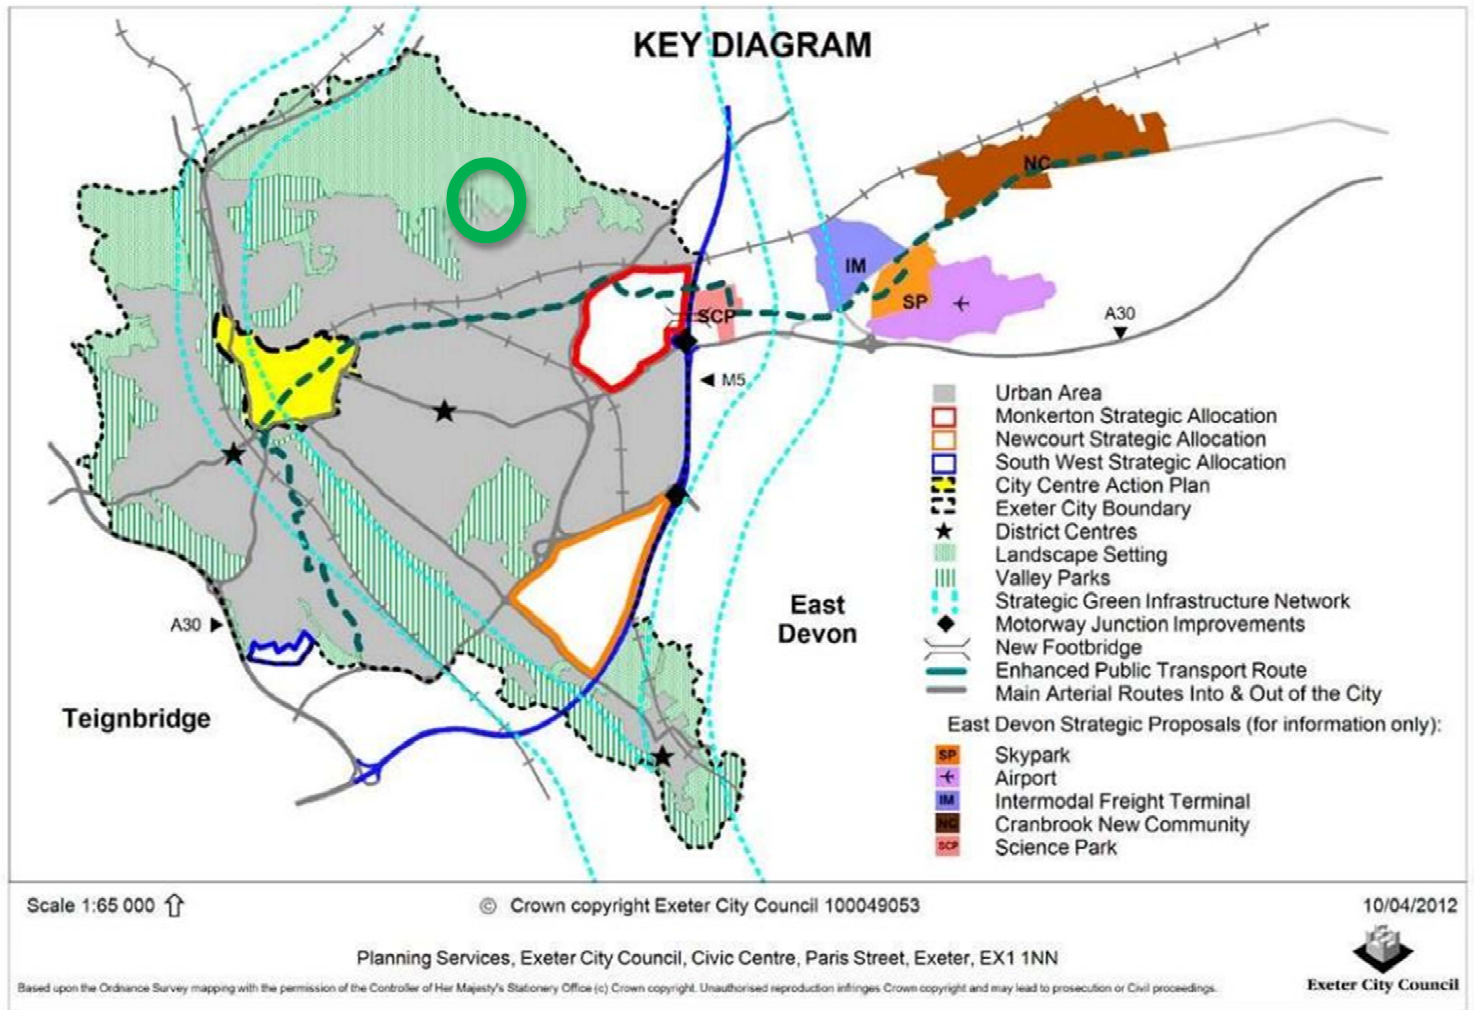 KEY DIAGRAM
NC
IM
SP
SCP
A30
M5
Urban Area
Monkerton Strategic Allocation
Newcourt Strategic Allocation
South West Strategic Allocation
City Centre Action Plan
Exeter City Boundary
District Centres
Landscape Setting
Valley Parks
Strategic Green Infrastructure Network
Motorway Junction Improvements
New Footbridge
Enhanced Public Transport Route
Main Arterial Routes Into & Out of the City
East
Devon
A30
Teignbridge
East Devon Strategic Proposals (for information only):
SP Skypark
Airport
IM Intermodal Freight Terminal
NC Cranbrook New Community
SCP Science Park
Scale 1:65 000
© Crown copyright Exeter City Council 100049053
10/04/2012
Planning Services, Exeter City Council, Civic Centre, Paris Street, Exeter, EX1 1NN
Based upon the Ordnance Survey mapping with the permission of the Controller of Her Majesty's Stationery Office (c) Crown copyright. Unauthorised reproduction infringes Crown copyright and may lead to prosecution or Civil proceedings.
Exeter City Council